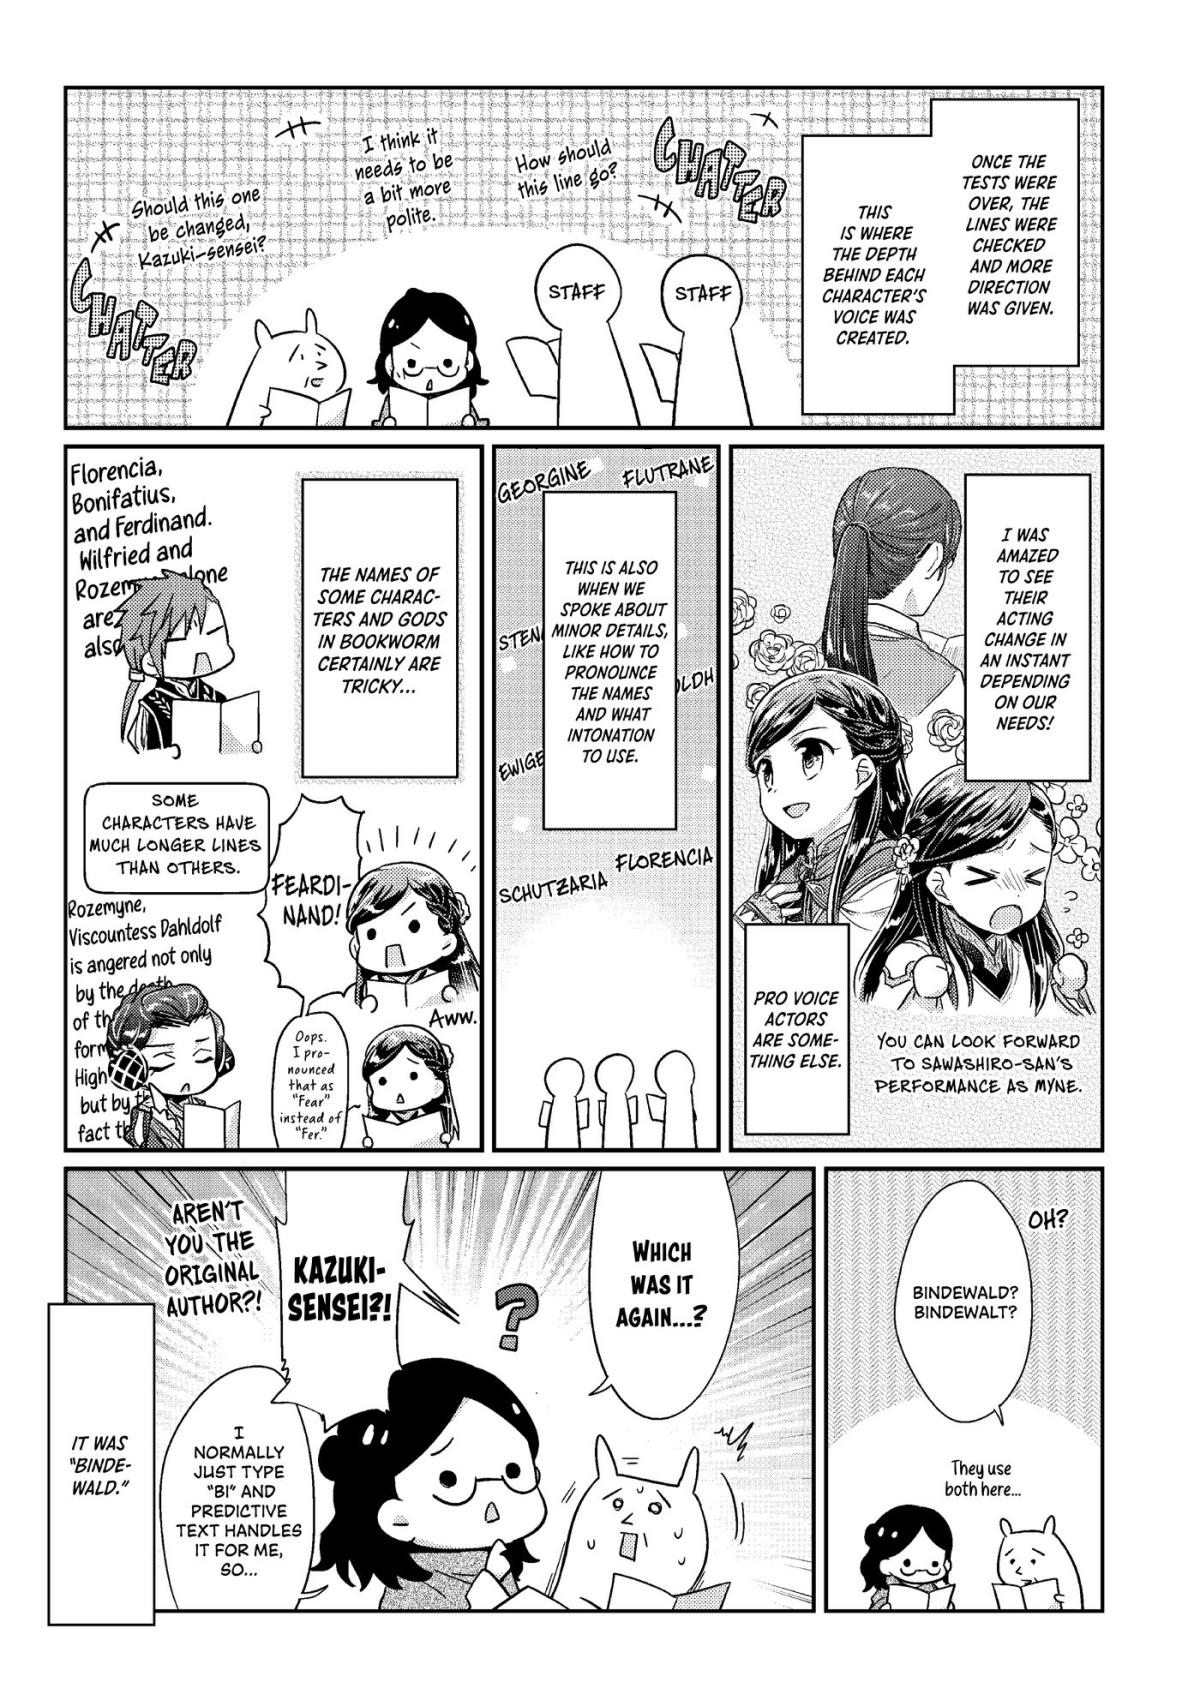 ONCE THE
TESTS WERE
OVER, THE
LINES WERE
CHECKED
AND MORE
DIRECTION
WAS GIVEN.
THIS
IS WHERE
THE DEPTH
BEHIND EACH
CHARACTER'S
VOICE WAS
CREATED.
CHATTER
How should
this line go?
I think it
needs to be
a bit more
polite.
Should this one
be changed,
Kazuki-sensei?
CHATTER
STAFF
STAFF
I WAS
AMAZED
TO SEE
THEIR
ACTING
CHANGE IN
AN INSTANT
DEPENDING
ON OUR
NEEDS!
PRO VOICE
ACTORS
ARE SOME-
THING ELSE.
YOU CAN LOOK FORWARD
TO SAWASHIRO-SAN'S
PERFORMANCE AS MYNE.
GEORGINE
FLUTRANE
THIS IS ALSO
WHEN WE
SPOKE ABOUT
MINOR DETAILS,
LIKE HOW TO
PRONOUNCE
THE NAMES
AND WHAT
INTONATION
TO USE.
FLORENCIA
SCHUTZARIA
THE NAMES OF
SOME CHARAC-
TERS AND GODS
IN BOOKWORM
CERTAINLY ARE
TRICKY...
Florencia,
Bonifatius,
and Ferdinand.
Wilfried and
are
SOME
CHARACTERS HAVE
MUCH LONGER LINES
THAN OTHERS.
FEARDI-
NAND!
Aww.
Oops.
I pro-
nounced
that as
"Fear"
instead of
"Fer."
Rozemyne,
Viscountess Dahldolf
is angered not only
by the death
of
High
but by
fact
OH?
BINDEWALD?
BINDEWALT?
They use
both here...
WHICH
WAS IT
AGAIN...?
?
KAZUKI-
SENSEI?!
AREN'T
YOU THE
ORIGINAL
AUTHOR?!
I
NORMALLY
JUST TYPE
"BI" AND
PREDICTIVE
TEXT HANDLES
IT FOR ME,
SO...
IT WAS
"BINDE-
WALD."